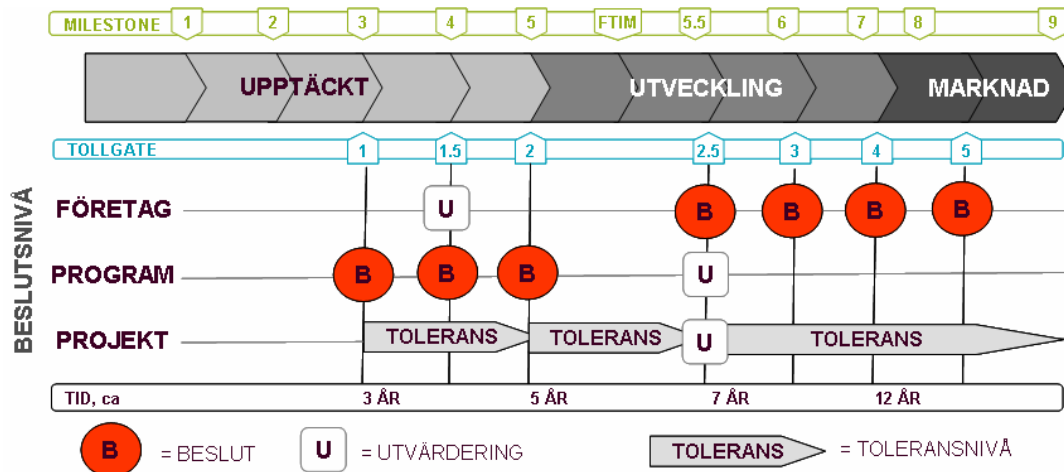 MILESTONE 1 2 3 4 5 FTIM 5.5 6 7 8 9
UPPTÄCKT UTVECKLING MARKNAD
TOLLGATE 1 1.5 2 2.5 3 4 5
BESLUTSNIVÅ
FÖRETAG U B B B B
PROGRAM B B B U
PROJEKT TOLERANS TOLERANS U TOLERANS
TID, ca 3 ÅR 5 ÅR 7 ÅR 12 ÅR
B = BESLUT U = UTVÄRDERING TOLERANS = TOLERANSNIVÅ